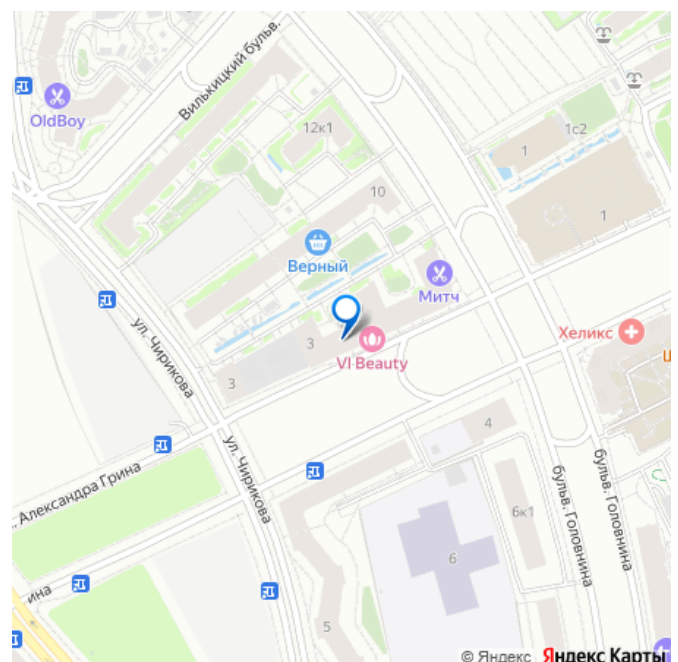 Вилькицкий бульв.
OldBoy
12к1
1с2
1
10
1
Верный
Митч
Хеликс
3
VI Beauty
3
ул. Чирикова
4
ул. Чирикова
Александра Грина
бульв. Головнина
бульв. Головнина
6к1
6
ина
5
© Яндекс Яндекс Карты